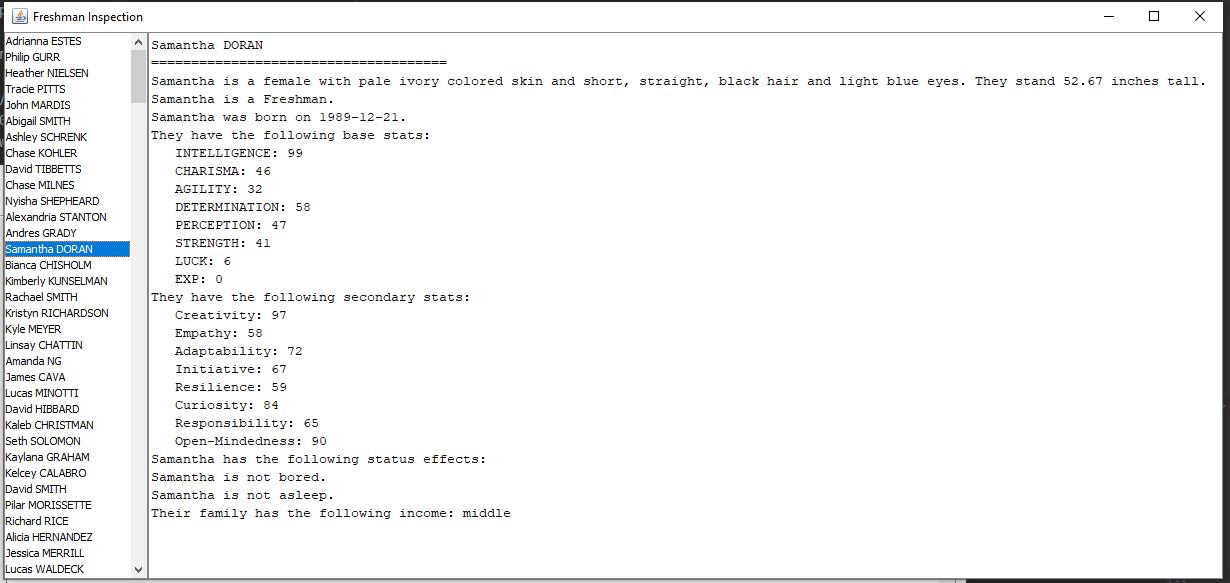 Freshman Inspection
Adrianna ESTES
Philip GURR
Heather NIELSEN
Tracie PITTS
John MARDIS
Abigail SMITH
Ashley SCHRENK
Chase KOHLER
David TIBBETTS
Chase MILNES
Nyisha SHEPHEARD
Alexandria STANTON
Andres GRADY
Samantha DORAN
Bianca CHISHOLM
Kimberly KUNSELMAN
Rachael SMITH
Kristyn RICHARDSON
Kyle MEYER
Linsay CHATTIN
Amanda NG
James CAVA
Lucas MINOTTI
David HIBBARD
Kaleb CHRISTMAN
Seth SOLOMON
Kaylana GRAHAM
Kelcey CALABRO
David SMITH
Pilar MORISSETTE
Richard RICE
Alicia HERNANDEZ
Jessica MERRILL
Lucas WALDECK
Samantha DORAN
=====================================
Samantha is a female with pale ivory colored skin and short, straight, black hair and light blue eyes. They stand 52.67 inches tall.
Samantha is a Freshman.
Samantha was born on 1989-12-21.
They have the following base stats:
INTELLIGENCE: 99
CHARISMA: 46
AGILITY: 32
DETERMINATION: 58
PERCEPTION: 47
STRENGTH: 41
LUCK: 6
EXP: 0
They have the following secondary stats:
Creativity: 97
Empathy: 58
Adaptability: 72
Initiative: 67
Resilience: 59
Curiosity: 84
Responsibility: 65
Open-Mindedness: 90
Samantha has the following status effects:
Samantha is not bored.
Samantha is not asleep.
Their family has the following income: middle